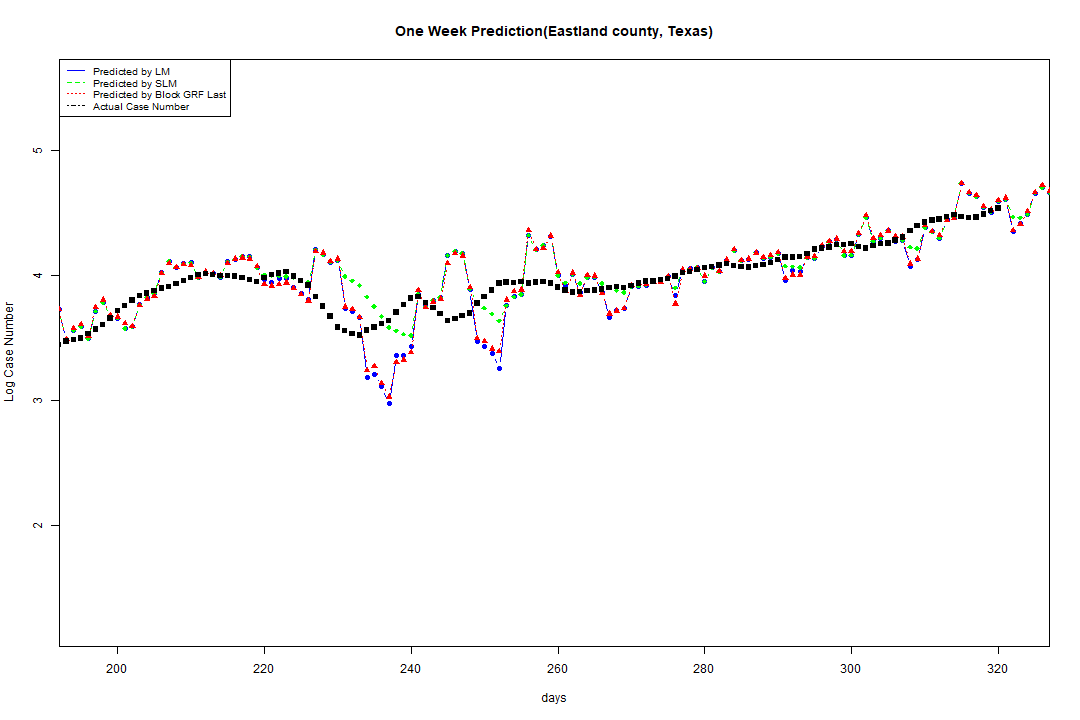 One Week Prediction(Eastland county, Texas)
Predicted by LM
Predicted by SLM
Predicted by Block GRF Last
Actual Case Number
5
4
3
2
Log Case Number
200 220 240 260 280 300 320
days